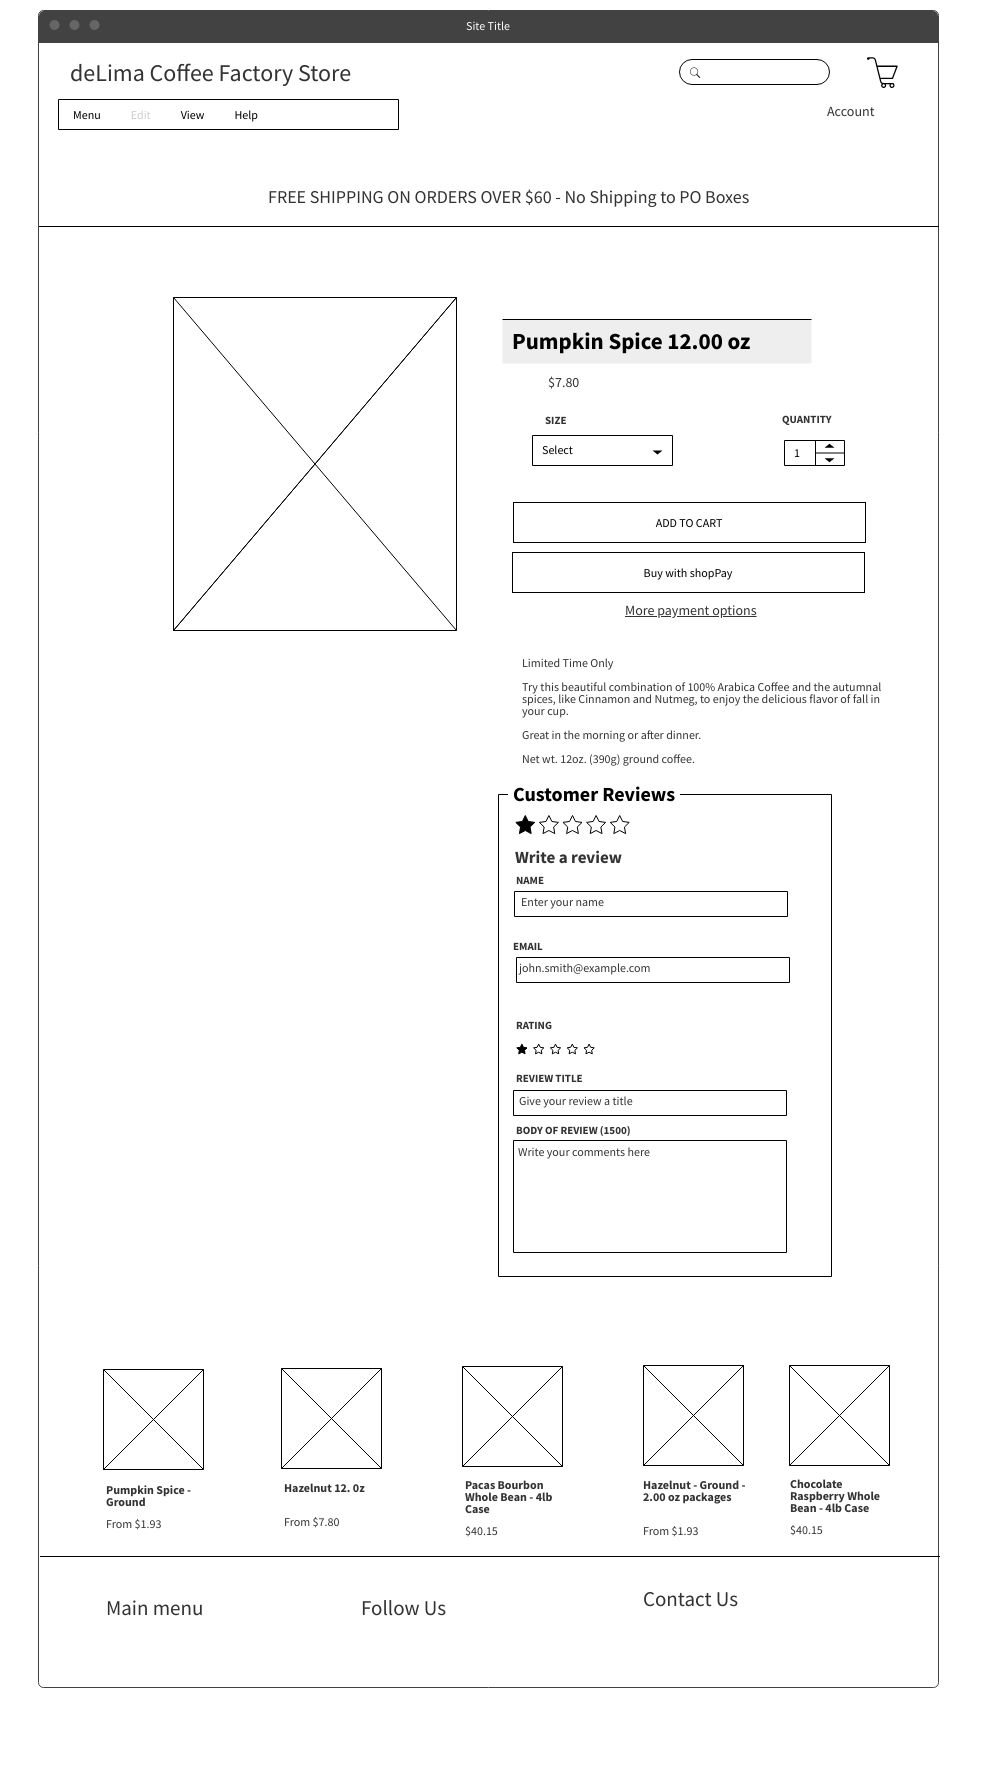 Site Title
deLima Coffee Factory Store
Menu Edit View Help
Account
FREE SHIPPING ON ORDERS OVER $60 - No Shipping to PO Boxes
Pumpkin Spice 12.00 oz
$7.80
SIZE
QUANTITY
Select
1
ADD TO CART
Buy with shopPay
More payment options
Limited Time Only
Try this beautiful combination of 100% Arabica Coffee and the autumnal
spices, like Cinnamon and Nutmeg, to enjoy the delicious flavor of fall in
your cup.
Great in the morning or after dinner.
Net wt. 12oz. (390g) ground coffee.
Customer Reviews
Write a review
NAME
Enter your name
EMAIL
john.smith@example.com
RATING
REVIEW TITLE
Give your review a title
BODY OF REVIEW (1500)
Write your comments here
Pumpkin Spice -
Ground
From $1.93
Hazelnut 12. 0z
From $7.80
Pacas Bourbon
Whole Bean - 4lb
Case
$40.15
Hazelnut - Ground -
2.00 oz packages
From $1.93
Chocolate
Raspberry Whole
Bean - 4lb Case
$40.15
Main menu
Follow Us
Contact Us